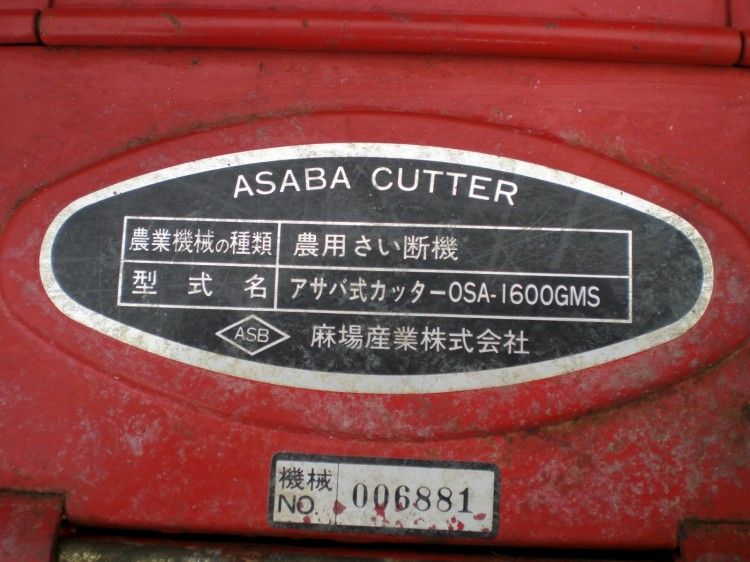 ASABA CUTTER
農業機械の種類 農用さい断機
型式名 アサバ式カッターOSA-1600GMS
ASB 麻場産業株式会社
機械
NO. 006881